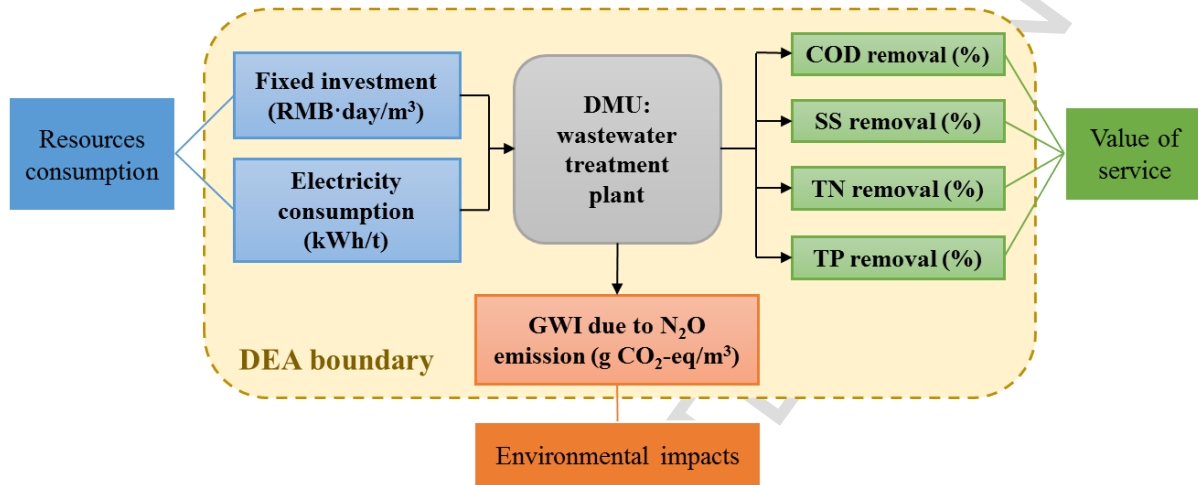 Resources
consumption
Fixed investment
(RMB·day/m³)
Electricity
consumption
(kWh/t)
DMU:
wastewater
treatment
plant
COD removal (%)
SS removal (%)
TN removal (%)
TP removal (%)
Value of
service
GWI due to N₂O
emission (g CO₂-eq/m³)
DEA boundary
Environmental impacts